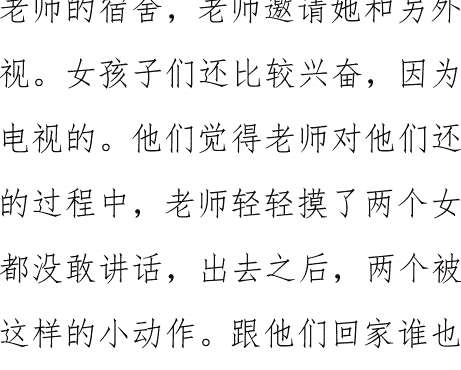 老师的宿舍，老师邀请她和另外
视。女孩子们还比较兴奋，因为
电视的。他们觉得老师对他们还
的过程中，老师轻轻摸了两个女
都没敢讲话，出去之后，两个被
这样的小动作。跟他们回家谁也